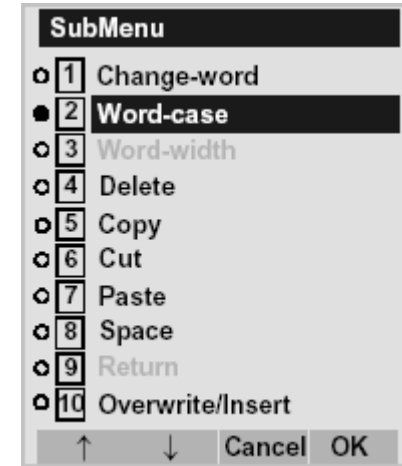 SubMenu
1 Change-word
2 Word-case
3 Word-width
4 Delete
5 Copy
6 Cut
7 Paste
8 Space
9 Return
10 Overwrite/Insert
↑ ↓ Cancel OK